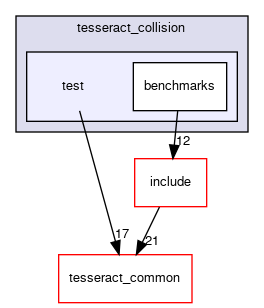 tesseract_collision
test
benchmarks
12
include
17
21
tesseract_common